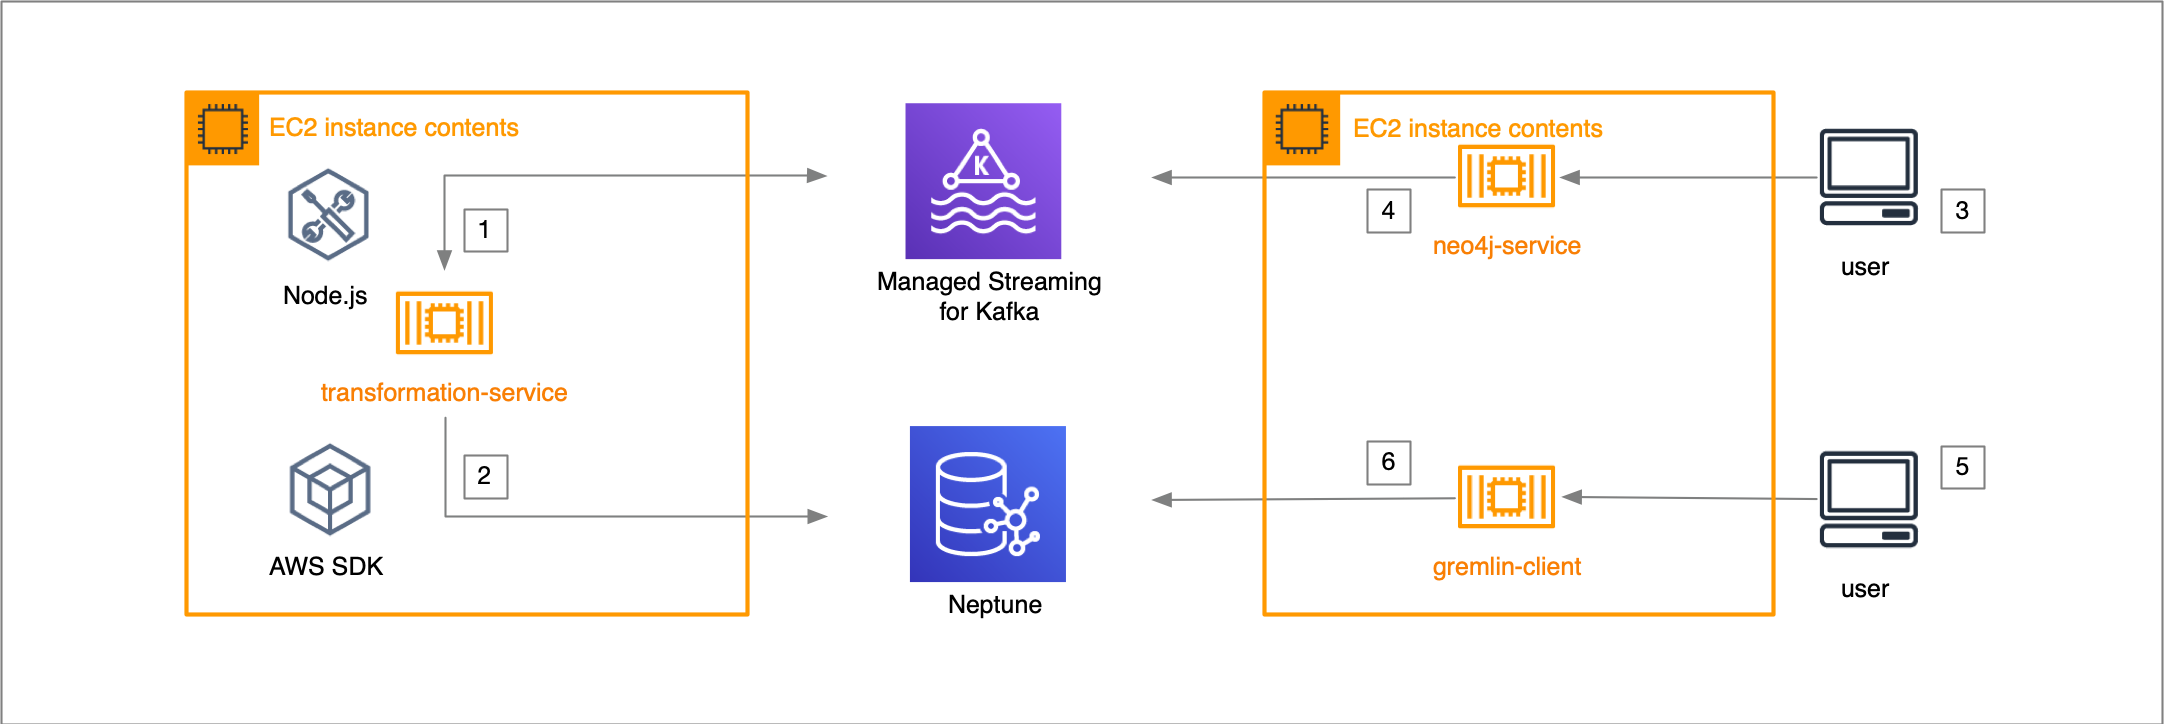 EC2 instance contents
Node.js
1
transformation-service
2
AWS SDK
K
Managed Streaming
for Kafka
Neptune
EC2 instance contents
4
neo4j-service
3
user
6
gremlin-client
5
user